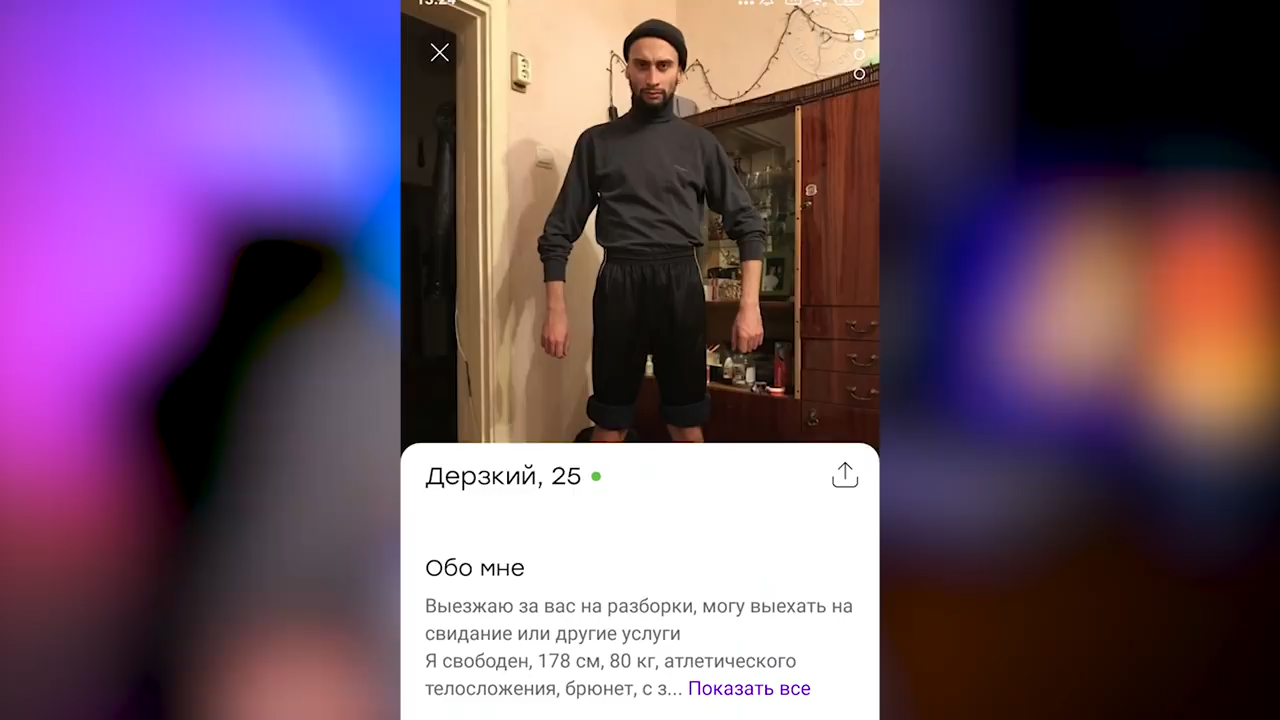 Дерзкий, 25
Обо мне
Выезжаю за вас на разборки, могу выехать на
свидание или другие услуги
Я свободен, 178 см, 80 кг, атлетического
телосложения, брюнет, с з... Показать все